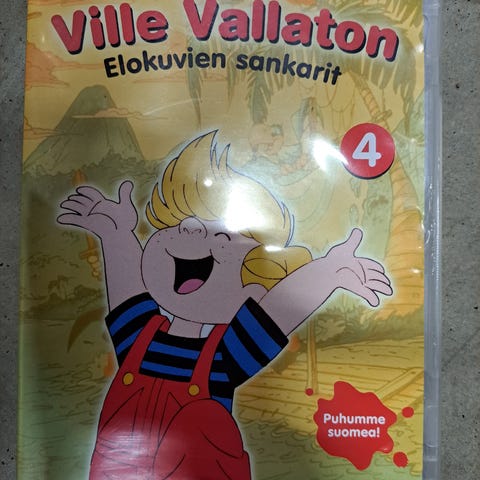 Ville Vallaton
Elokuvien sankarit
4
Puhumme
suomea!